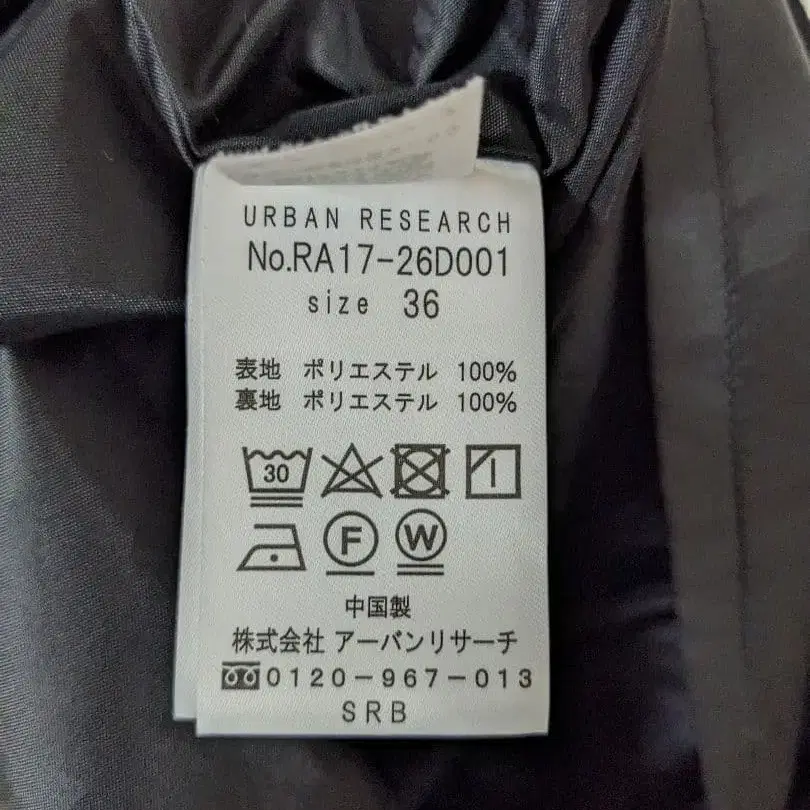 URBAN RESEARCH
No.RA17-26D001
size 36
表地 ポリエステル 100%
裏地 ポリエステル 100%
30
F W
中国製
株式会社 アーバンリサーチ
0120-967-013
SRB